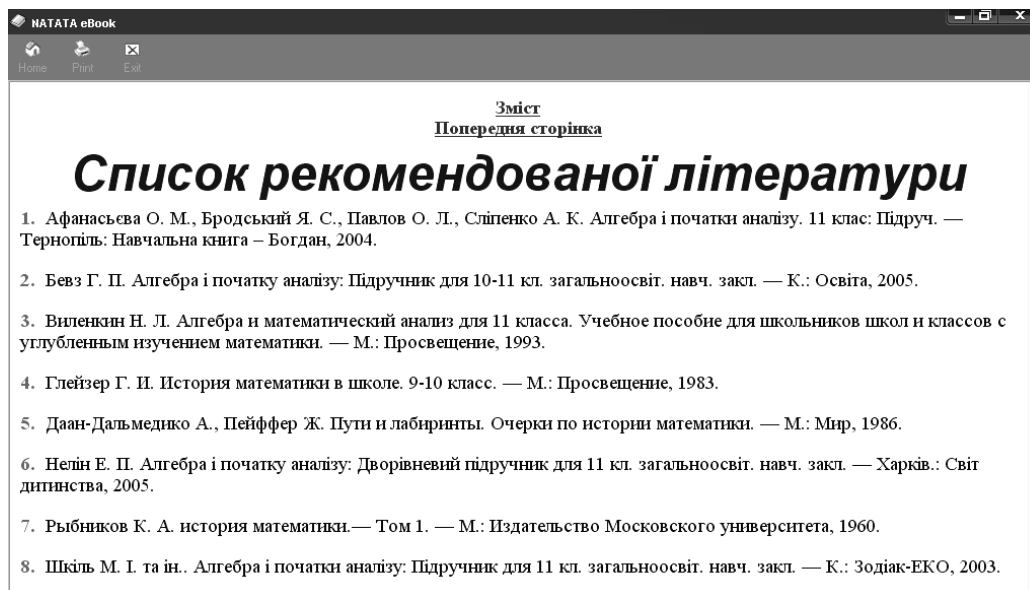 NATATA eBook
Home Print Exit
Зміст
Попередня сторінка
Список рекомендованої літератури
1. Афанасьєва О. М., Бродський Я. С., Павлов О. Л., Сліпенко А. К. Алгебра і початки аналізу. 11 клас: Підруч. —
Тернопіль: Навчальна книга – Богдан, 2004.
2. Бевз Г. П. Алгебра і початку аналізу: Підручник для 10-11 кл. загальноосвіт. навч. закл. — К.: Освіта, 2005.
3. Виленкин Н. Л. Алгебра и математический анализ для 11 класса. Учебное пособие для школьников школ и классов с
углубленным изучением математики. — М.: Просвещение, 1993.
4. Глейзер Г. И. История математики в школе. 9-10 класс. — М.: Просвещение, 1983.
5. Даан-Дальмедико А., Пейффер Ж. Пути и лабиринты. Очерки по истории математики. — М.: Мир, 1986.
6. Нелін Е. П. Алгебра і початку аналізу: Дворівневий підручник для 11 кл. загальноосвіт. навч. закл. — Харків.: Світ
дитинства, 2005.
7. Рыбников К. А. история математики.— Том 1. — М.: Издательство Московского университета, 1960.
8. Шкіль М. І. та ін.. Алгебра і початки аналізу: Підручник для 11 кл. загальноосвіт. навч. закл. — К.: Зодіак-ЕКО, 2003.